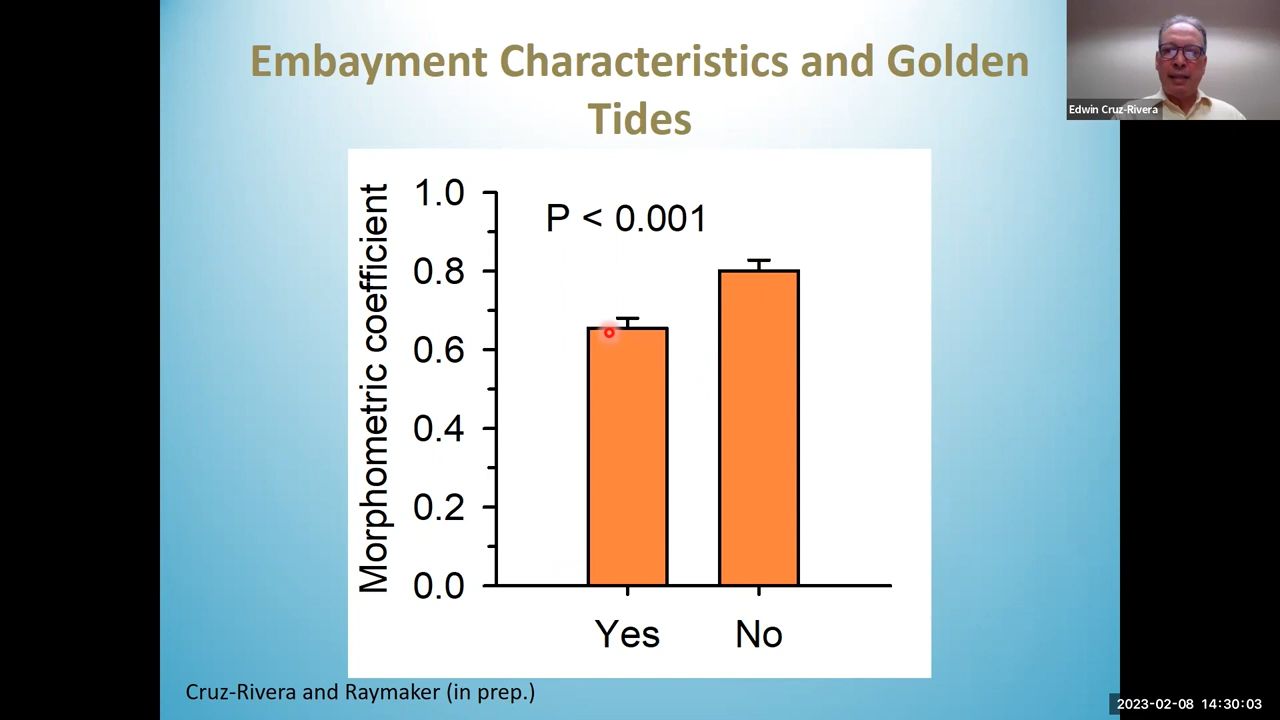 Embayment Characteristics and Golden
Tides
Edwin Cruz-Rivera
Morphometric coefficient
1.0
0.8
0.6
0.4
0.2
0.0
P < 0.001
Yes
No
Cruz-Rivera and Raymaker (in prep.)
2023-02-08 14:30:03